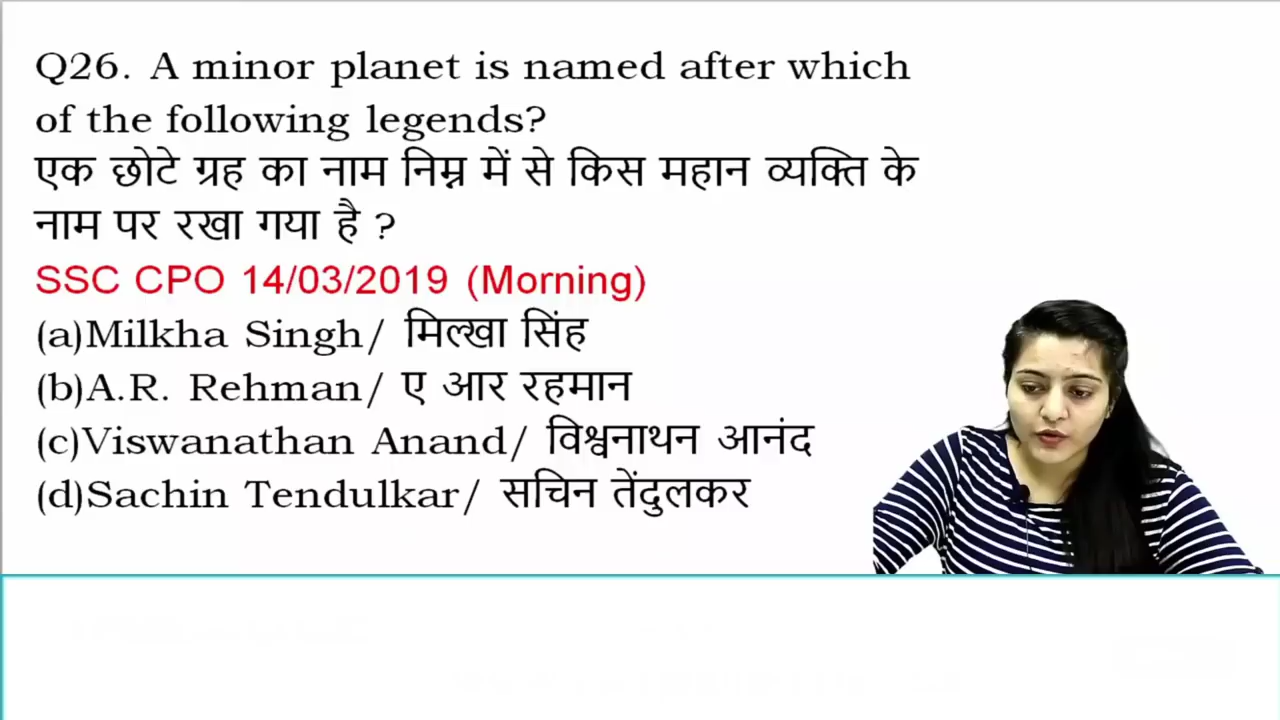 Q26. A minor planet is named after which
of the following legends?
एक छोटे ग्रह का नाम निम्न में से किस महान व्यक्ति के
नाम पर रखा गया है ?
SSC CPO 14/03/2019 (Morning)
(a)Milkha Singh/ मिल्खा सिंह
(b)A.R. Rehman/ ए आर रहमान
(c)Viswanathan Anand/ विश्वनाथन आनंद
(d)Sachin Tendulkar/ सचिन तेंदुलकर